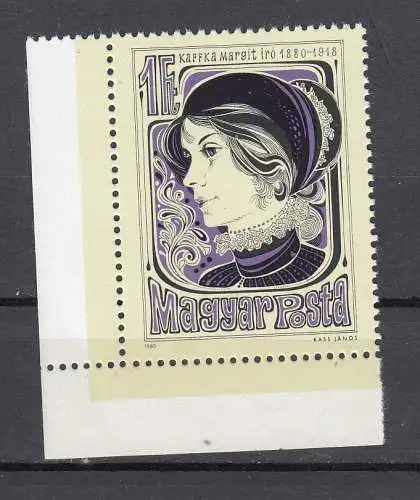 Kaffka Margit író 1880-1918
1Ft
Magyar Posta
1980 KASS JÁNOS